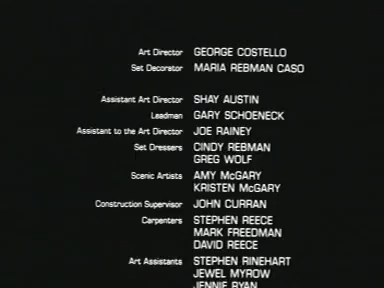 Art Director GEORGE COSTELLO
Set Decorator MARIA REBMAN CASO
Assistant Art Director SHAY AUSTIN
Leadman GARY SCHOENECK
Assistant to the Art Director JOE RAINEY
Set Dressers CINDY REBMAN
GREG WOLF
Scenic Artists AMY McGARY
KRISTEN McGARY
Construction Supervisor JOHN CURRAN
Carpenters STEPHEN REECE
MARK FREEDMAN
DAVID REECE
Art Assistants STEPHEN RINEHART
JEWEL MYROW
JENNIE RYAN